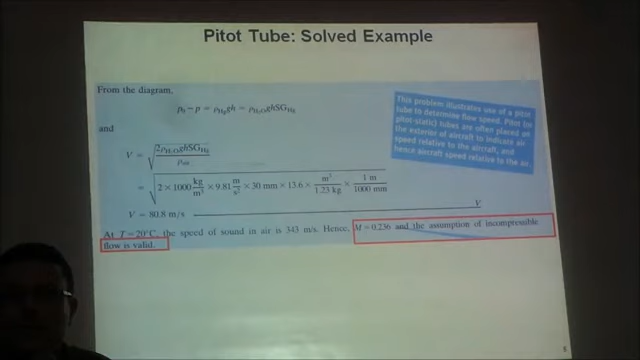 Pitot Tube: Solved Example
From the diagram,
p₀ − p = ρ_Hg gh = ρ_H₂O ghSG_Hg
This problem illustrates use of a pitot
tube to determine flow speed. Pitot (or
pitot-static) tubes are often placed on
the exterior of aircraft to indicate air
speed relative to the aircraft, and
hence aircraft speed relative to the air.
and
V = √(2ρ_H₂O ghSG_Hg / ρ_air)
= √(2 × 1000 kg/m³ × 9.81 m/s² × 30 mm × 13.6 × m³/1.23 kg × 1 m/1000 mm)
V = 80.8 m/s V
At T = 20°C, the speed of sound in air is 343 m/s. Hence, M = 0.236 and the assumption of incompressible
flow is valid.